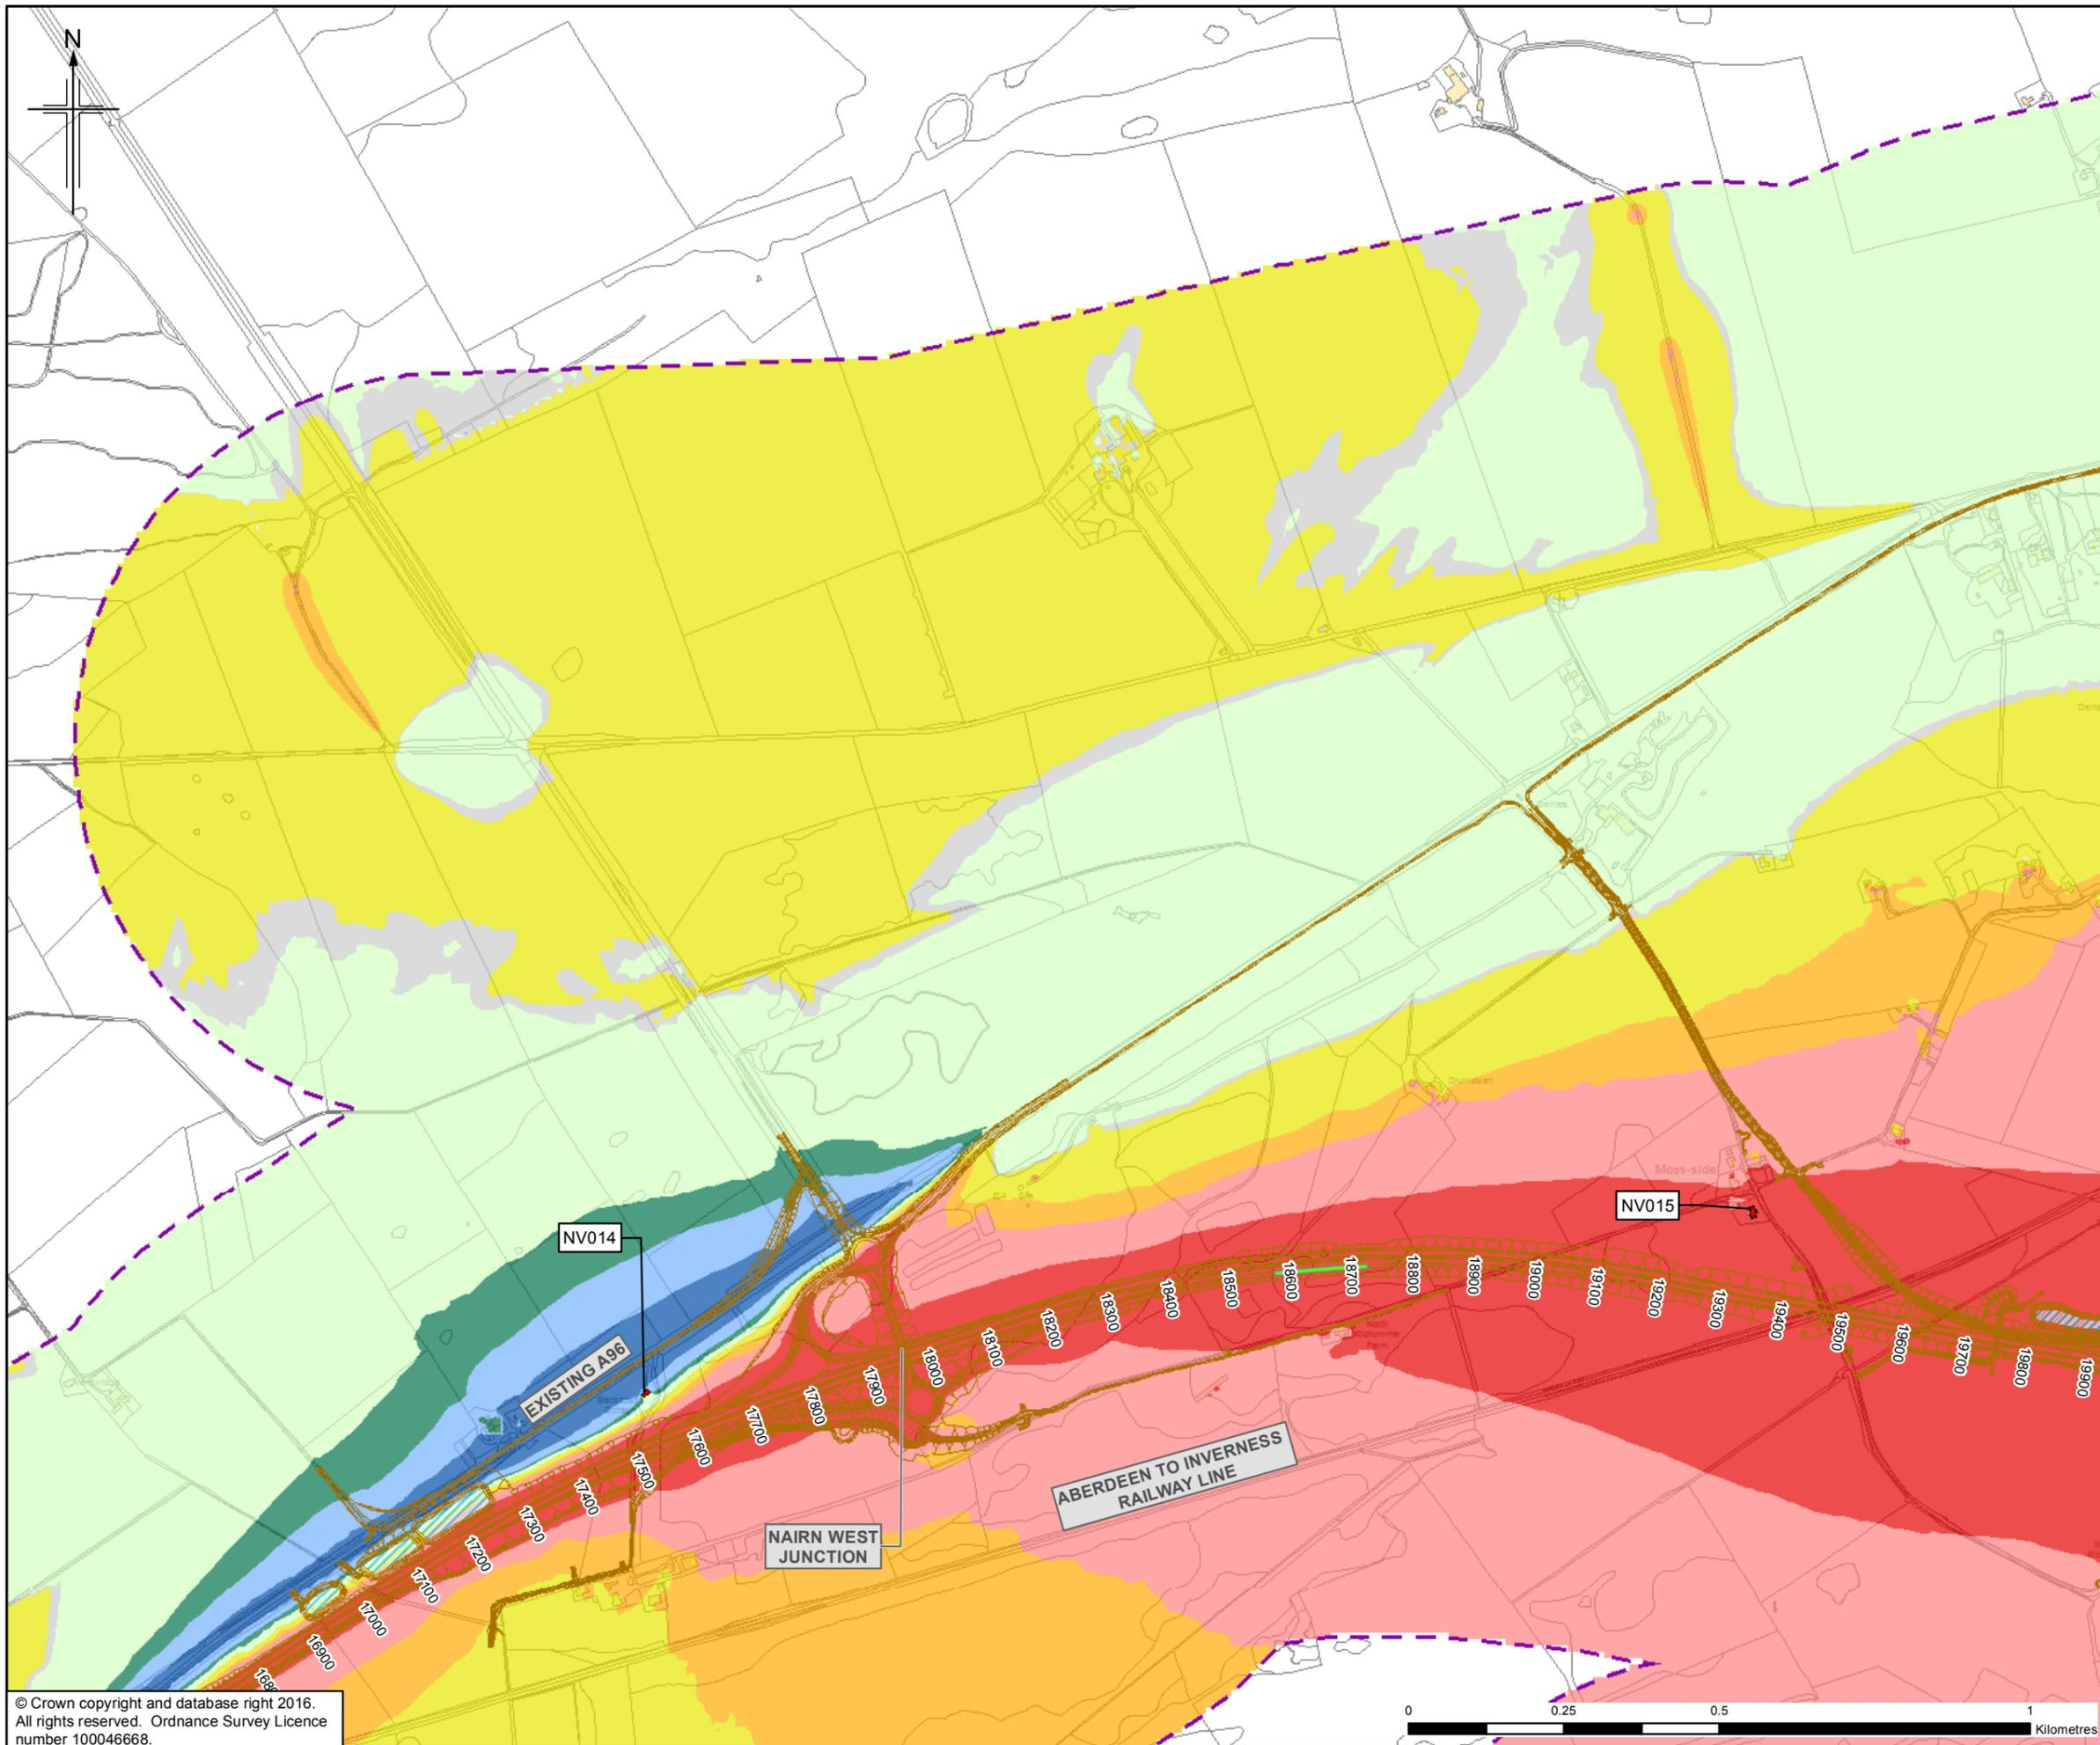 N
NV014
NV015
Moss-side
EXISTING A96
ABERDEEN TO INVERNESS
RAILWAY LINE
NAIRN WEST
JUNCTION
16900
17000
17100
17200
17300
17400
17500
17600
17700
17800
17900
18000
18100
18200
18300
18400
18500
18600
18700
18800
18900
19000
19100
19200
19300
19400
19500
19600
19700
19800
19900
© Crown copyright and database right 2016.
All rights reserved. Ordnance Survey Licence
number 100046668.
0 0.25 0.5 1
Kilometres